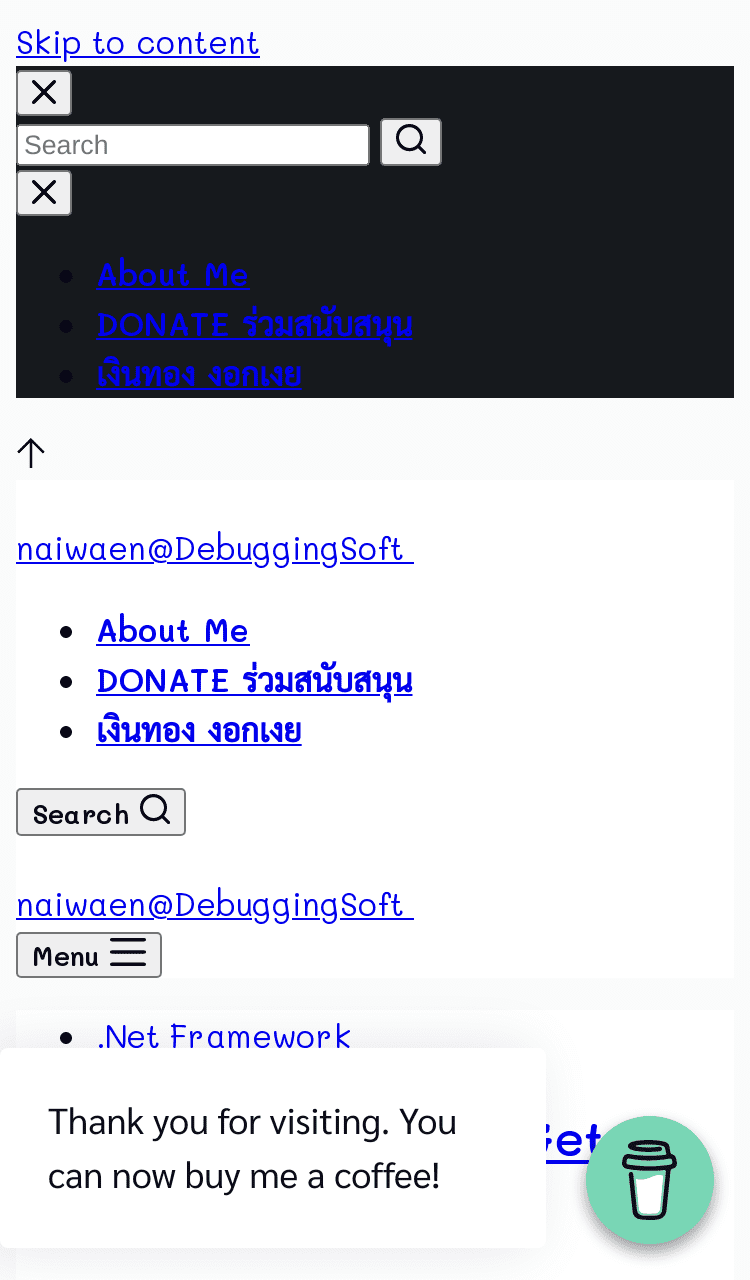 Skip to content
Search
About Me
DONATE ร่วมสนับสนุน
เงินทอง งอกเงย
naiwaen@DebuggingSoft
About Me
DONATE ร่วมสนับสนุน
เงินทอง งอกเงย
Search
naiwaen@DebuggingSoft
Menu
.Net Framework
Thank you for visiting. You
can now buy me a coffee!